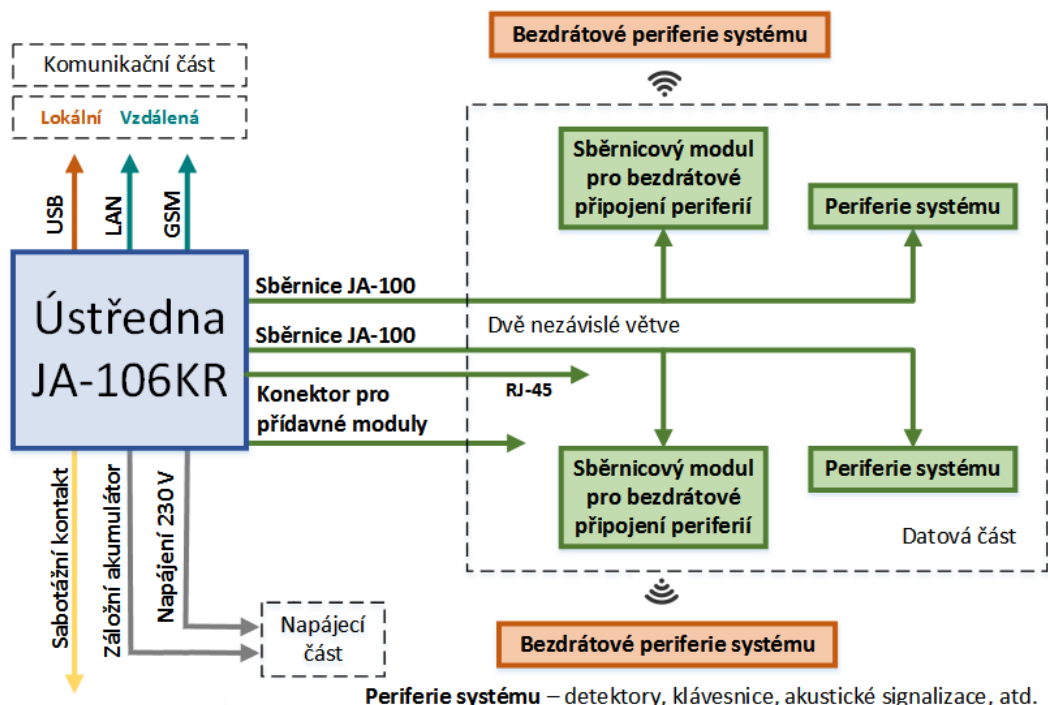 Bezdrátové periferie systému
Komunikační část
Lokální Vzdálená
USB
LAN
GSM
Sběrnicový modul
pro bezdrátové
připojení periferií
Periferie systému
Ústředna
JA-106KR
Sběrnice JA-100
Dvě nezávislé větve
Sběrnice JA-100
RJ-45
Konektor pro
přídavné moduly
Sběrnicový modul
pro bezdrátové
připojení periferií
Periferie systému
Datová část
Sabotážní kontakt
Záložní akumulátor
Napájení 230 V
Napájecí
část
Bezdrátové periferie systému
Periferie systému – detektory, klávesnice, akustické signalizace, atd.